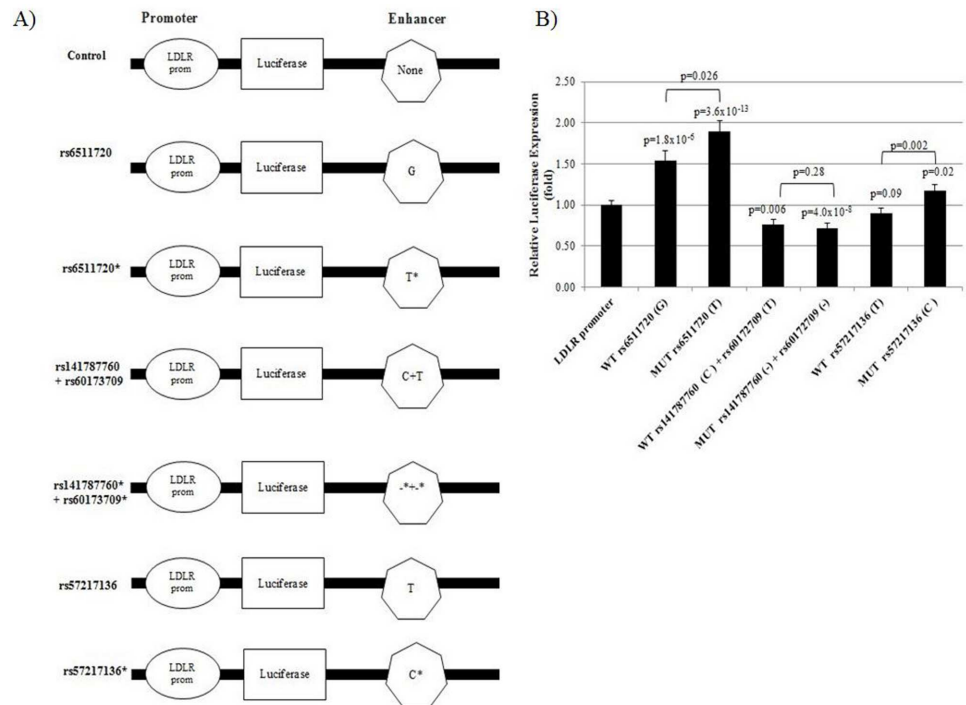 A)
Promoter
Enhancer
Control
LDLR
prom
Luciferase
None
rs6511720
LDLR
prom
Luciferase
G
rs6511720*
LDLR
prom
Luciferase
T*
rs141787760
+ rs60173709
LDLR
prom
Luciferase
C+T
rs141787760*
+ rs60173709*
LDLR
prom
Luciferase
-*+-*
rs57217136
LDLR
prom
Luciferase
T
rs57217136*
LDLR
prom
Luciferase
C*
B)
Relative Luciferase Expression
(fold)
2.50
2.00
1.50
1.00
0.50
0.00
p=0.026
p=3.6x10-13
p=1.8x10-6
p=0.28
p=0.006
p=4.0x10-8
p=0.002
p=0.09
p=0.02
LDLR promoter
WT rs6511720 (G)
MUT rs6511720 (T)
WT rs141787760 (C ) + rs60172709 (T)
MUT rs141787760 (-) + rs60172709 (-)
WT rs57217136 (T)
MUT rs57217136 (C )